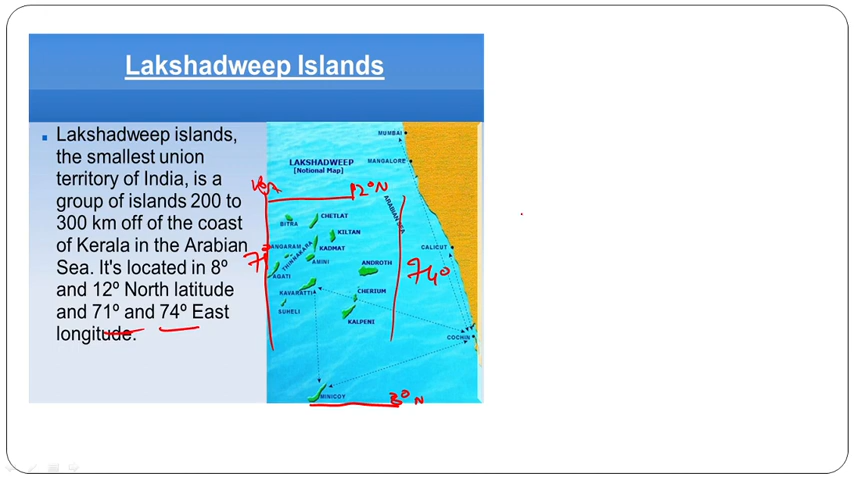 Lakshadweep Islands
Lakshadweep islands,
the smallest union
territory of India, is a
group of islands 200 to
300 km off of the coast
of Kerala in the Arabian
Sea. It's located in 8º
and 12º North latitude
and 71º and 74º East
longitude.
MUMBAI
LAKSHADWEEP
[Notional Map]
MANGALORE
12° N
ARABIAN SEA
CHETLAT
BITRA
KILTAN
BANGARAM
THINNAKARA
KADMAT
CALICUT
71°
AMINI
ANDROTH
74°
AGATI
KAVARATTI
CHERIUM
SUHELI
KALPENI
COCHIN
MINICOY
8° N